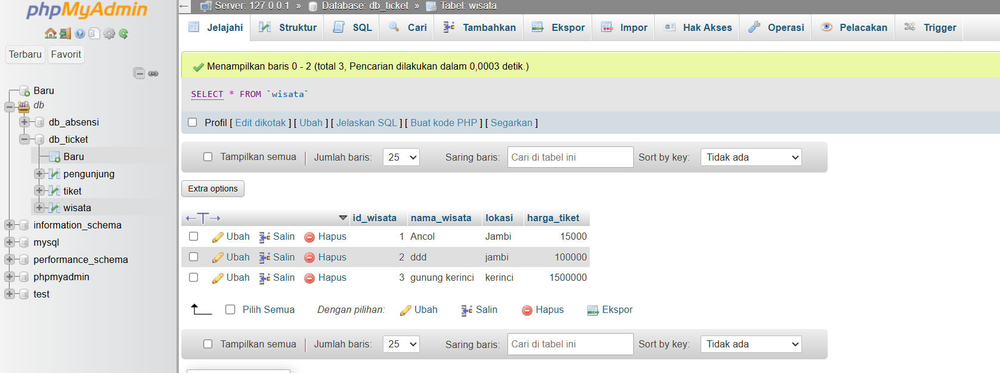 phpMyAdmin
Terbaru Favorit
Baru
db
db_absensi
db_ticket
Baru
pengunjung
tiket
wisata
information_schema
mysql
performance_schema
phpmyadmin
test
← Server: 127.0.0.1 » Database: db_ticket » Tabel: wisata
Jelajahi Struktur SQL Cari Tambahkan Ekspor Impor Hak Akses Operasi Pelacakan Trigger
Menampilkan baris 0 - 2 (total 3, Pencarian dilakukan dalam 0,0003 detik.)
SELECT * FROM `wisata`
Profil [ Edit dikotak ] [ Ubah ] [ Jelaskan SQL ] [ Buat kode PHP ] [ Segarkan ]
Tampilkan semua | Jumlah baris: 25 Saring baris: Cari di tabel ini Sort by key: Tidak ada
Extra options
←T→ id_wisata nama_wisata lokasi harga_tiket
Ubah Salin Hapus 1 Ancol Jambi 15000
Ubah Salin Hapus 2 ddd jambi 100000
Ubah Salin Hapus 3 gunung kerinci kerinci 1500000
Pilih Semua Dengan pilihan: Ubah Salin Hapus Ekspor
Tampilkan semua | Jumlah baris: 25 Saring baris: Cari di tabel ini Sort by key: Tidak ada